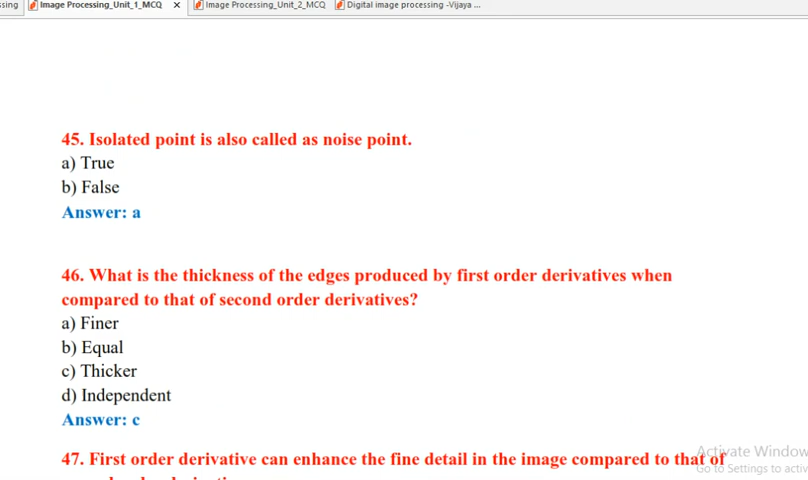 ssing
Image Processing_Unit_1_MCQ × Image Processing_Unit_2_MCQ Digital image processing -Vijaya ...
45. Isolated point is also called as noise point.
a) True
b) False
Answer: a
46. What is the thickness of the edges produced by first order derivatives when
compared to that of second order derivatives?
a) Finer
b) Equal
c) Thicker
d) Independent
Answer: c
47. First order derivative can enhance the fine detail in the image compared to that of
Activate Window
Go to Settings to activ